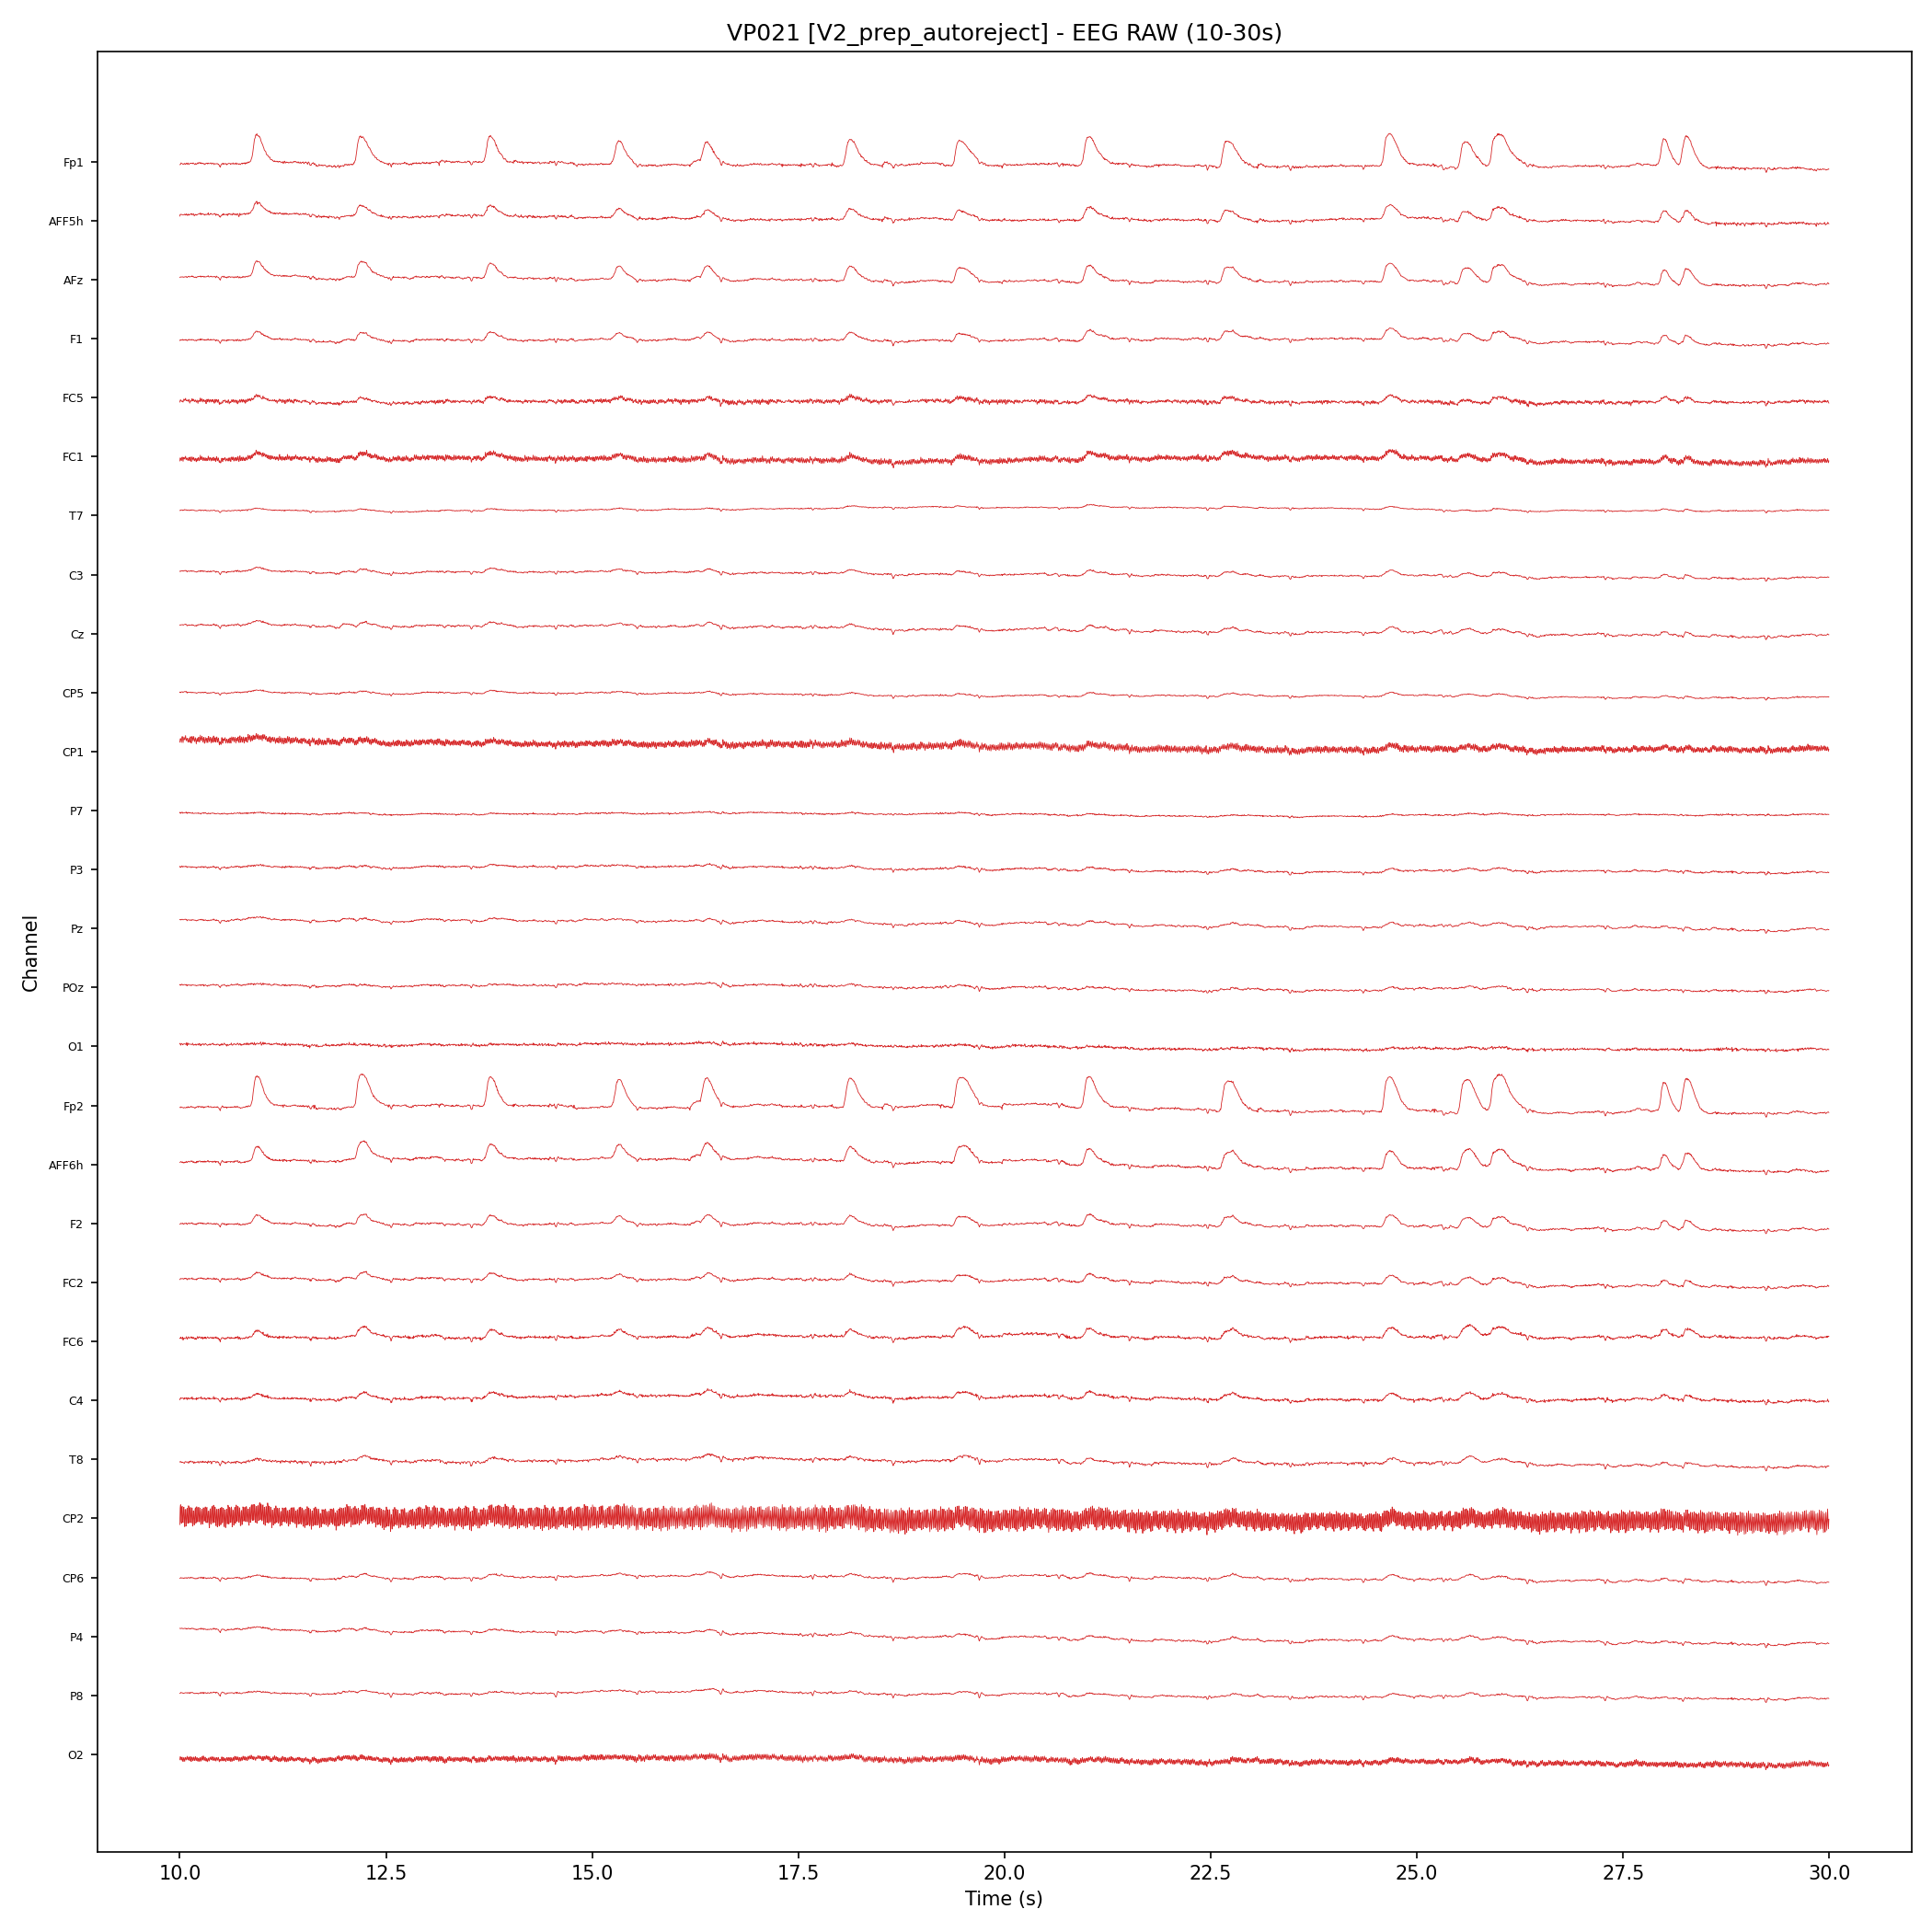 VP021 [V2_prep_autoreject] - EEG RAW (10-30s)
Channel
Fp1
AFF5h
AFz
F1
FC5
FC1
T7
C3
Cz
CP5
CP1
P7
P3
Pz
POz
O1
Fp2
AFF6h
F2
FC2
FC6
C4
T8
CP2
CP6
P4
P8
O2
10.0 12.5 15.0 17.5 20.0 22.5 25.0 27.5 30.0
Time (s)